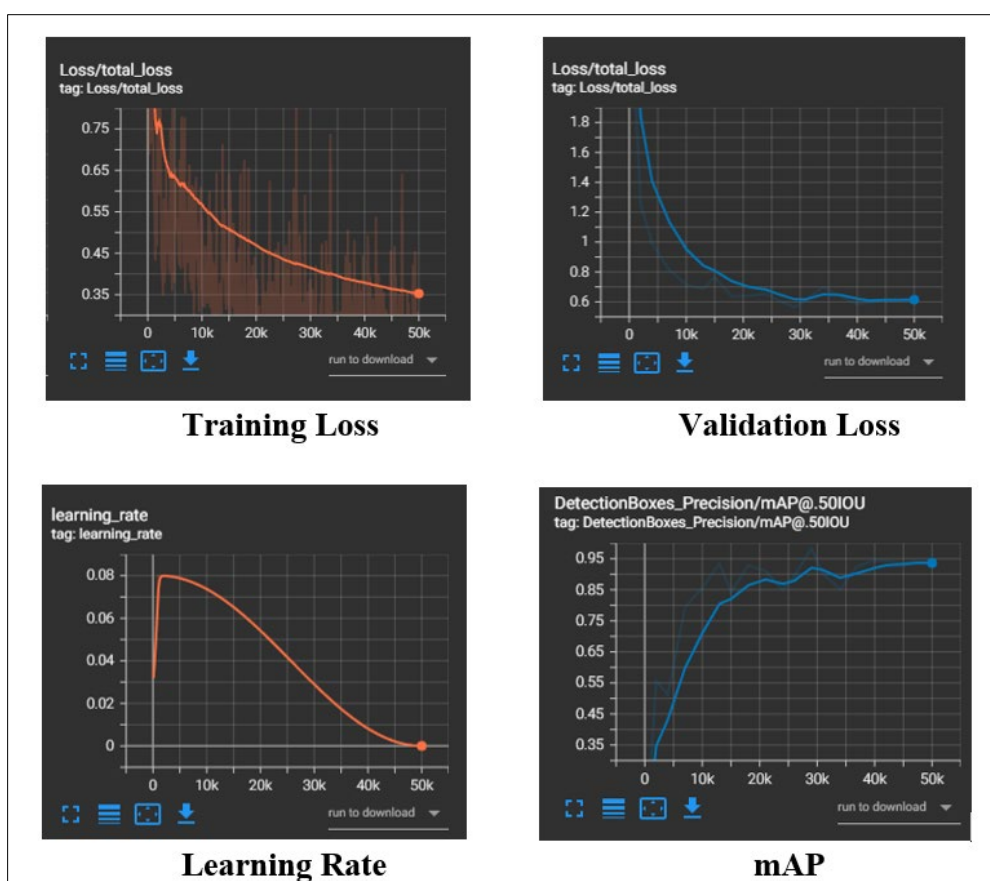 Loss/total_loss
tag: Loss/total_loss
0.75
0.65
0.55
0.45
0.35
0 10k 20k 30k 40k 50k
run to download
Training Loss
Loss/total_loss
tag: Loss/total_loss
1.8
1.6
1.4
1.2
1
0.8
0.6
0 10k 20k 30k 40k 50k
run to download
Validation Loss
learning_rate
tag: learning_rate
0.08
0.06
0.04
0.02
0
0 10k 20k 30k 40k 50k
run to download
Learning Rate
DetectionBoxes_Precision/mAP@.50IOU
tag: DetectionBoxes_Precision/mAP@.50IOU
0.95
0.85
0.75
0.65
0.55
0.45
0.35
0 10k 20k 30k 40k 50k
run to download
mAP